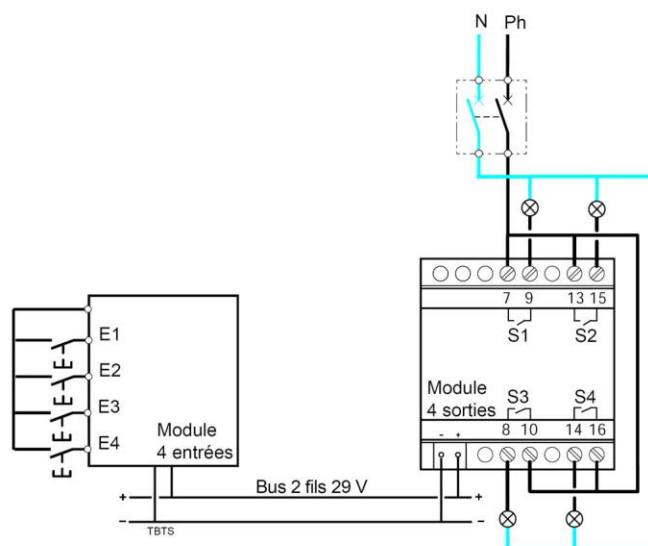 N Ph
7 9 13 15
S1 S2
E1
E2
E3
E4
Module
4 entrées
Module
4 sorties
S3 S4
8 10 14 16
- +
+ Bus 2 fils 29 V +
− TBTS −